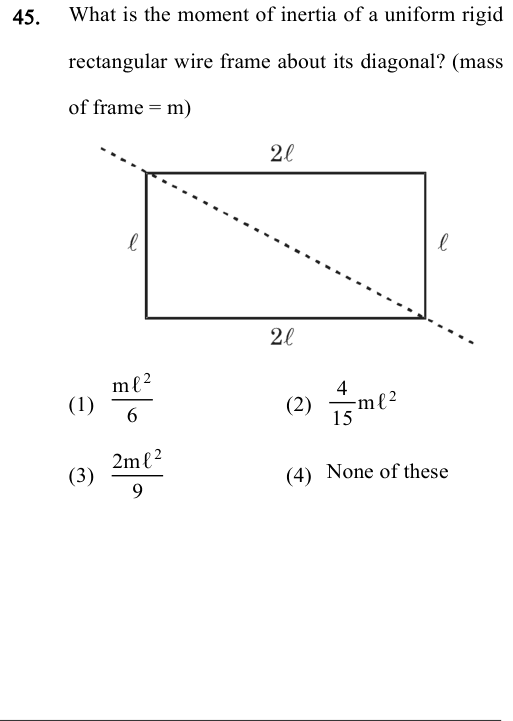 45. What is the moment of inertia of a uniform rigid
rectangular wire frame about its diagonal? (mass
of frame = m)
2ℓ
ℓ ℓ
2ℓ
(1) mℓ²/6 (2) 4/15 mℓ²
(3) 2mℓ²/9 (4) None of these